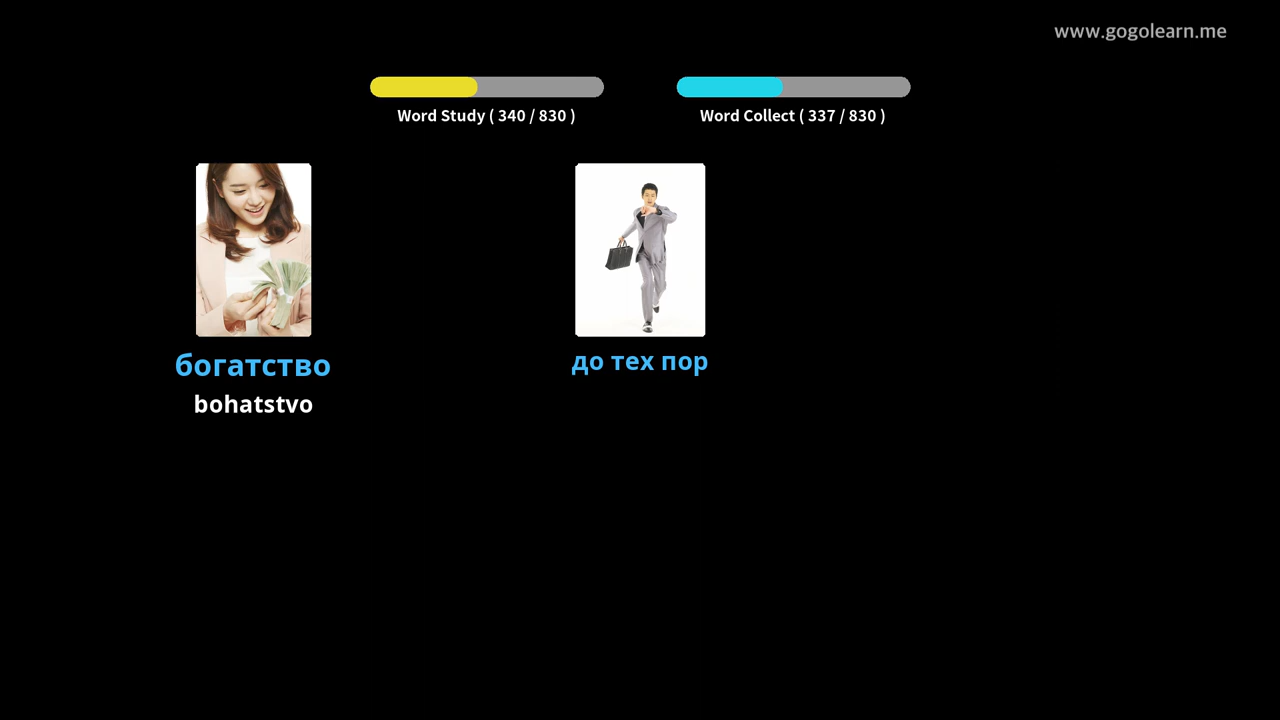 www.gogolearn.me
Word Study ( 340 / 830 )
Word Collect ( 337 / 830 )
богатство
bohatstvo
до тех пор